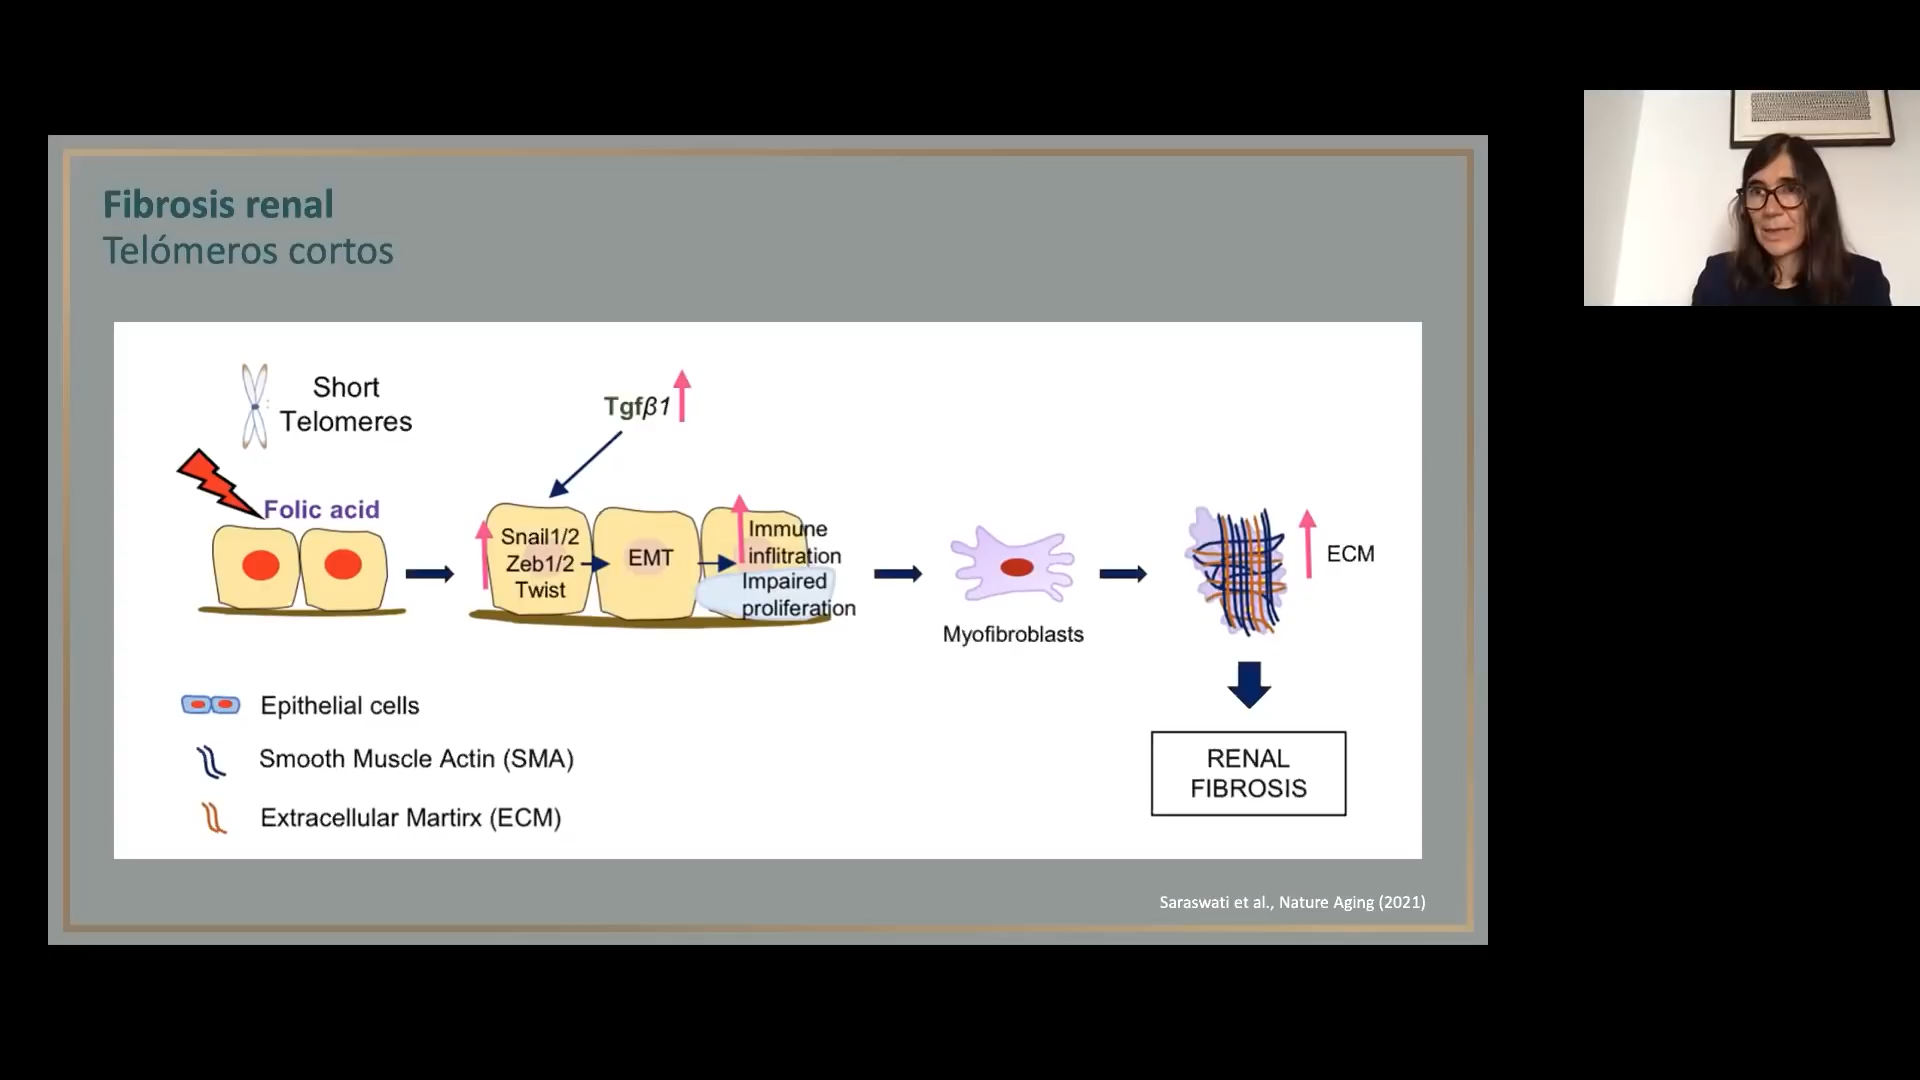 Fibrosis renal
Telómeros cortos
Short
Telomeres
Tgfβ1
Folic acid
Snail1/2
Zeb1/2
Twist
EMT
Immune
inflitration
Impaired
proliferation
Myofibroblasts
ECM
Epithelial cells
Smooth Muscle Actin (SMA)
Extracellular Martirx (ECM)
RENAL
FIBROSIS
Saraswati et al., Nature Aging (2021)